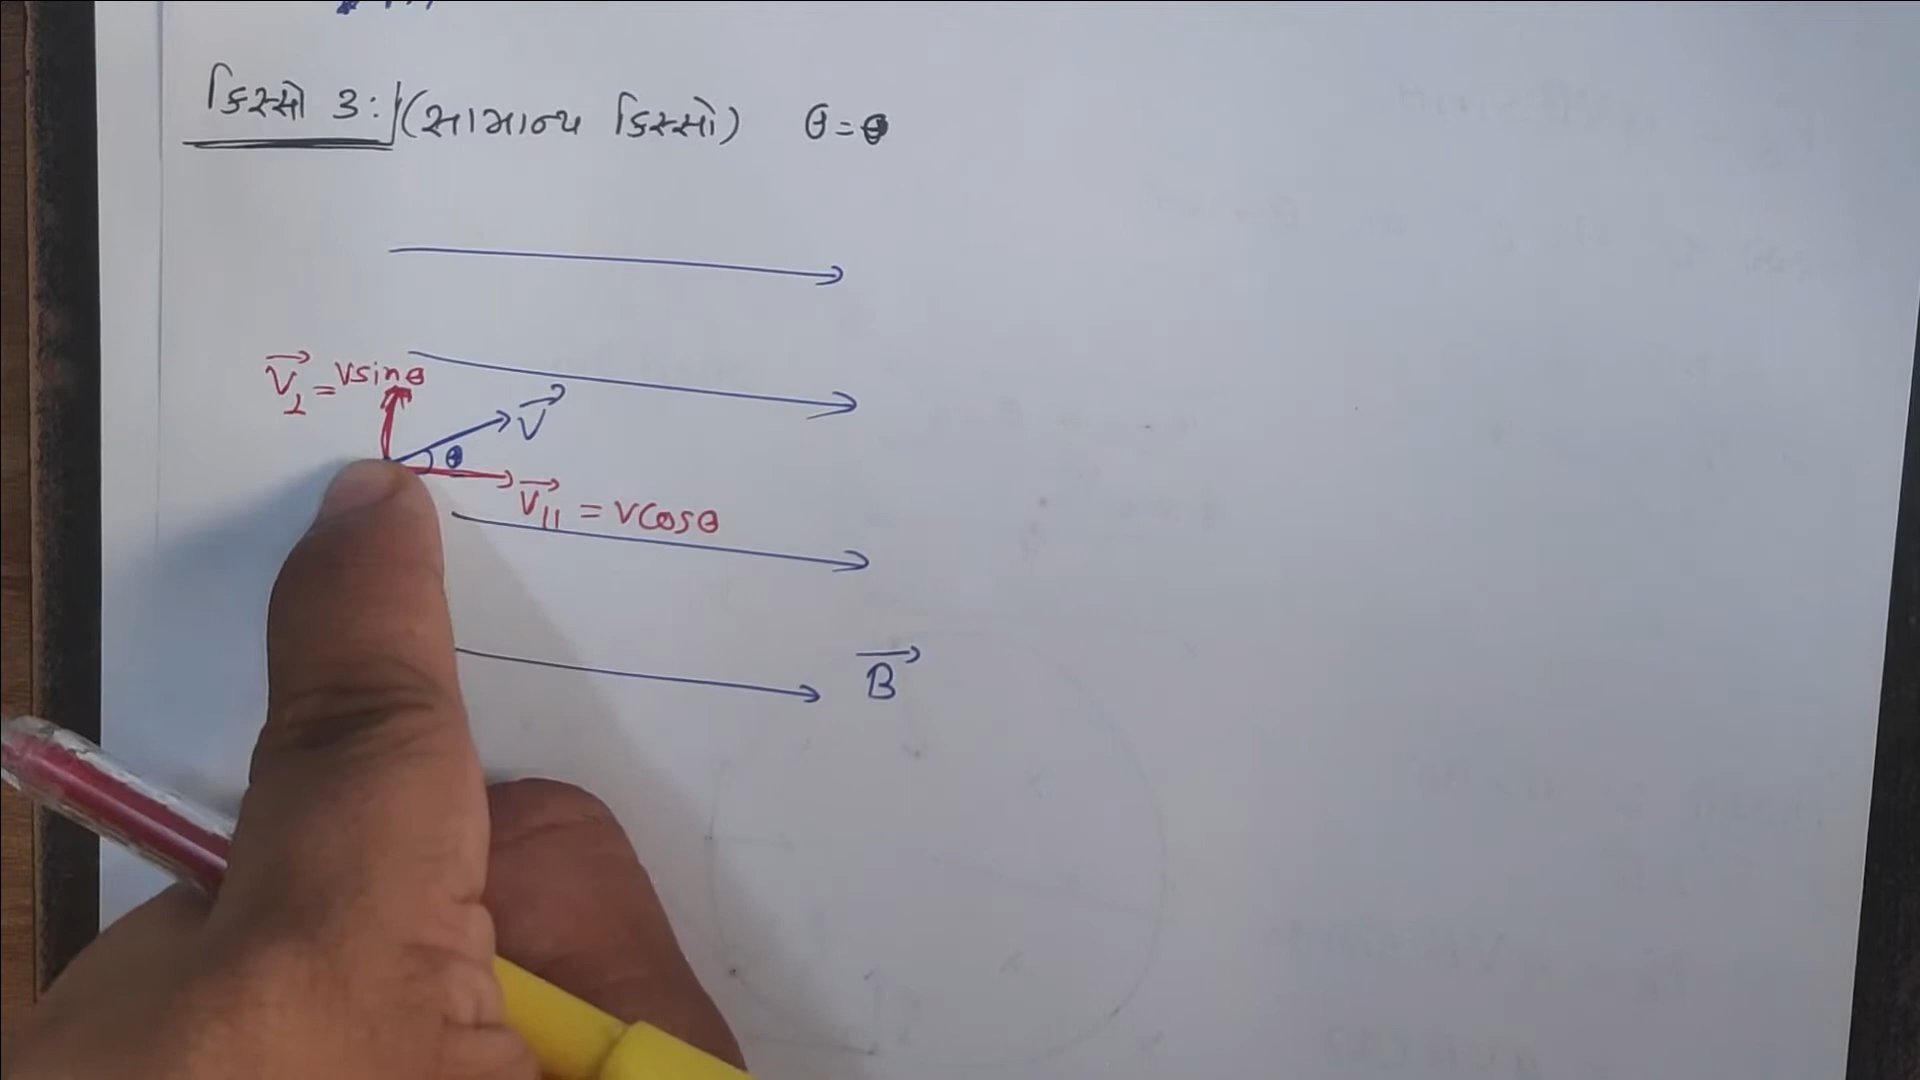 કિસ્સો 3: (સામાન્ય કિસ્સો) θ = θ
V⊥ = Vsinθ
V
θ
V|| = VCosθ
B